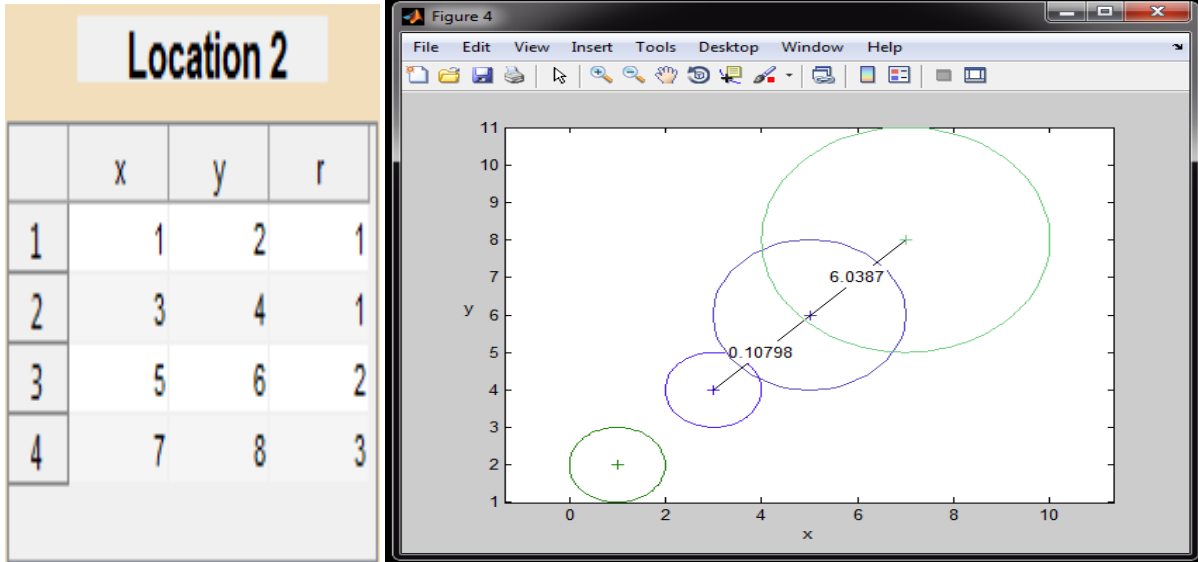 Location 2
x y r
1 1 2 1
2 3 4 1
3 5 6 2
4 7 8 3
Figure 4
File Edit View Insert Tools Desktop Window Help
11
10
9
8
7
6
5
4
3
2
1
y
6.0387
0.10798
0 2 4 6 8 10
x